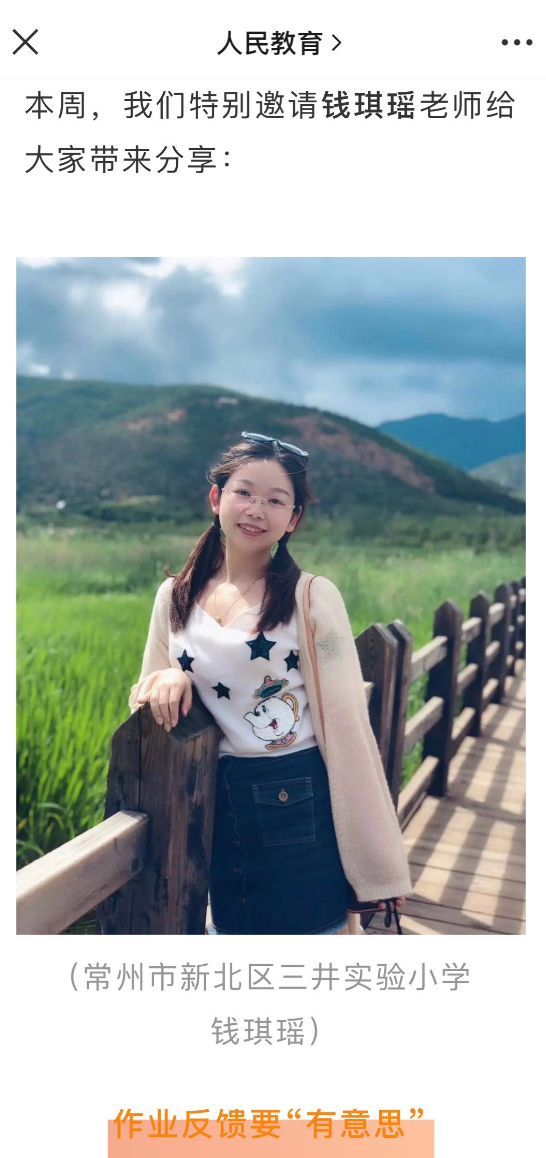 人民教育
本周，我们特别邀请钱琪瑶老师给
大家带来分享：
（常州市新北区三井实验小学
钱琪瑶）
作业反馈要“有意思”